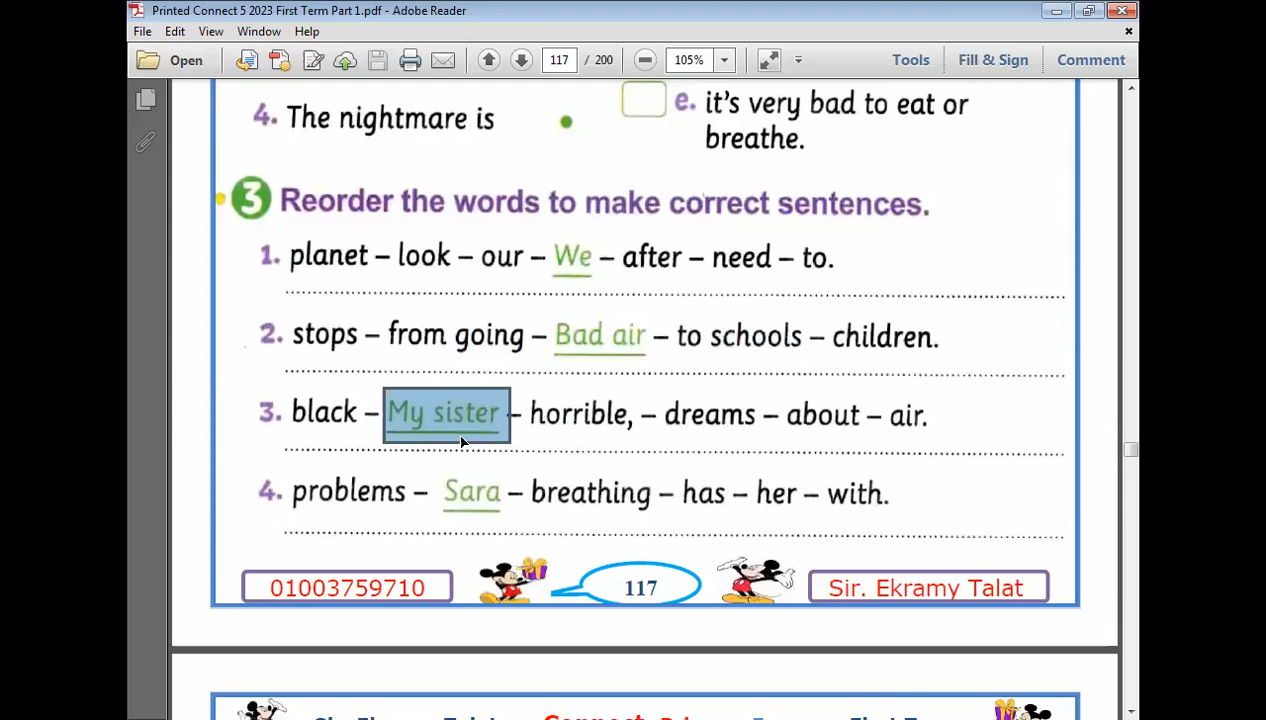 Printed Connect 5 2023 First Term Part 1.pdf - Adobe Reader
File Edit View Window Help
Open 117 / 200 105% Tools Fill & Sign Comment
4. The nightmare is
e. it's very bad to eat or
breathe.
3 Reorder the words to make correct sentences.
1. planet – look – our – We – after – need – to.
2. stops – from going – Bad air – to schools – children.
3. black – My sister – horrible, – dreams – about – air.
4. problems – Sara – breathing – has – her – with.
01003759710 117 Sir. Ekramy Talat